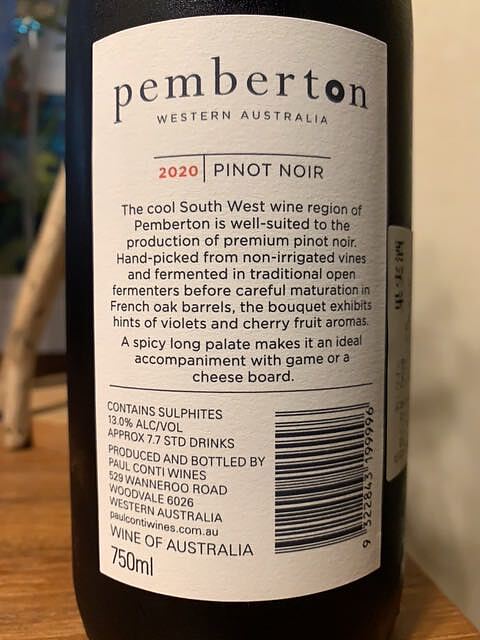 pemberton
WESTERN AUSTRALIA
2020 | PINOT NOIR
The cool South West wine region of
Pemberton is well-suited to the
production of premium pinot noir.
Hand-picked from non-irrigated vines
and fermented in traditional open
fermenters before careful maturation in
French oak barrels, the bouquet exhibits
hints of violets and cherry fruit aromas.
A spicy long palate makes it an ideal
accompaniment with game or a
cheese board.
CONTAINS SULPHITES
13.0% ALC/VOL
APPROX 7.7 STD DRINKS
PRODUCED AND BOTTLED BY
PAUL CONTI WINES
529 WANNEROO ROAD
WOODVALE 6026
WESTERN AUSTRALIA
paulcontiwines.com.au
WINE OF AUSTRALIA
750ml
9 322843 199996